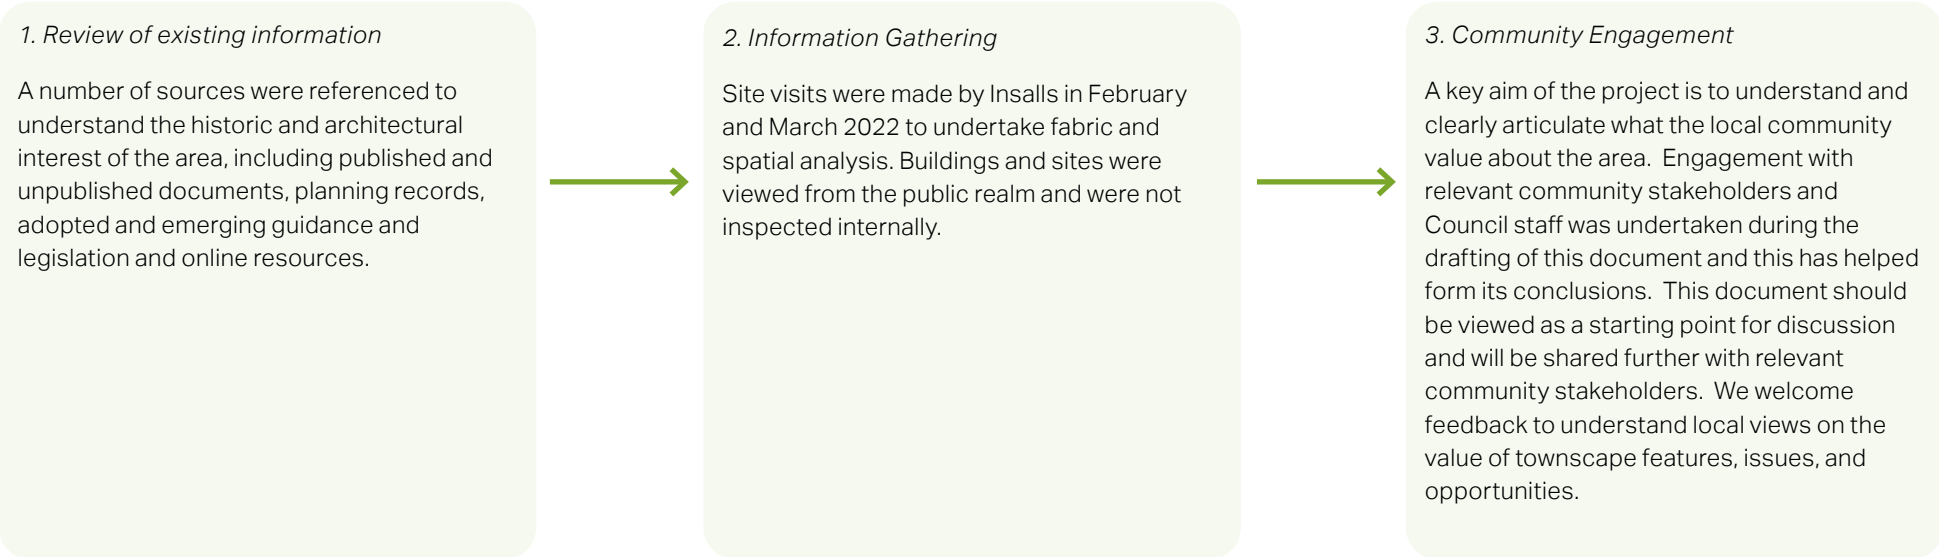 1. Review of existing information
A number of sources were referenced to
understand the historic and architectural
interest of the area, including published and
unpublished documents, planning records,
adopted and emerging guidance and
legislation and online resources.
2. Information Gathering
Site visits were made by Insalls in February
and March 2022 to undertake fabric and
spatial analysis. Buildings and sites were
viewed from the public realm and were not
inspected internally.
3. Community Engagement
A key aim of the project is to understand and
clearly articulate what the local community
value about the area.  Engagement with
relevant community stakeholders and
Council staff was undertaken during the
drafting of this document and this has helped
form its conclusions.  This document should
be viewed as a starting point for discussion
and will be shared further with relevant
community stakeholders.  We welcome
feedback to understand local views on the
value of townscape features, issues, and
opportunities.